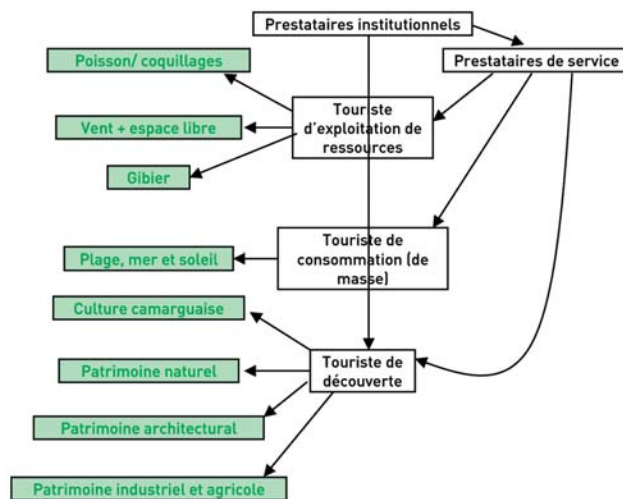 Prestataires institutionnels
Prestataires de service
Poisson/ coquillages
Touriste
d'exploitation de
ressources
Vent + espace libre
Gibier
Touriste de
consommation (de
masse)
Plage, mer et soleil
Culture camarguaise
Touriste de
découverte
Patrimoine naturel
Patrimoine architectural
Patrimoine industriel et agricole